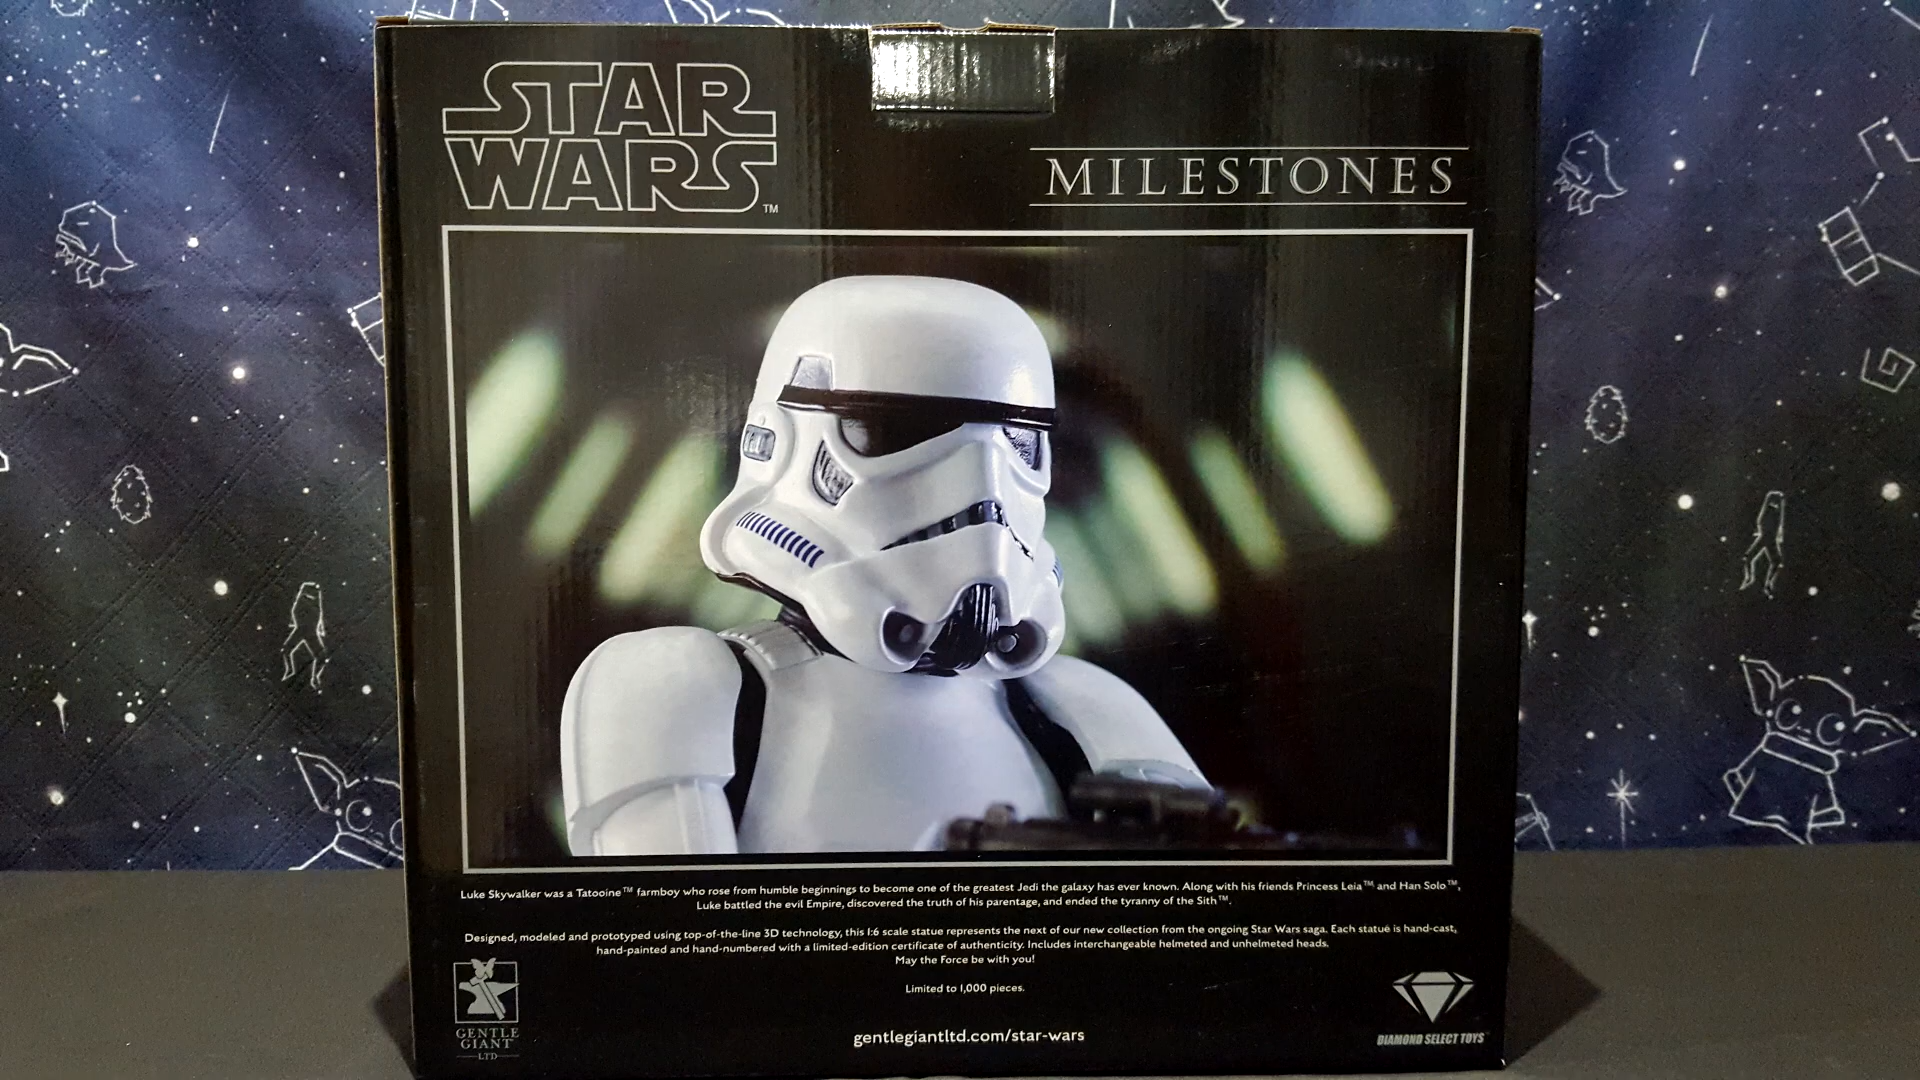 STAR
WARS™
MILESTONES
Luke Skywalker was a Tatooine™ farmboy who rose from humble beginnings to become one of the greatest Jedi the galaxy has ever known. Along with his friends Princess Leia™ and Han Solo™,
Luke battled the evil Empire, discovered the truth of his parentage, and ended the tyranny of the Sith™.
Designed, modeled and prototyped using top-of-the-line 3D technology, this 1:6 scale statue represents the next of our new collection from the ongoing Star Wars saga. Each statue is hand-cast,
hand-painted and hand-numbered with a limited-edition certificate of authenticity. Includes interchangeable helmeted and unhelmeted heads.
May the Force be with you!
Limited to 1,000 pieces.
gentlegiantltd.com/star-wars
GENTLE
GIANT
LTD
DIAMOND SELECT TOYS™